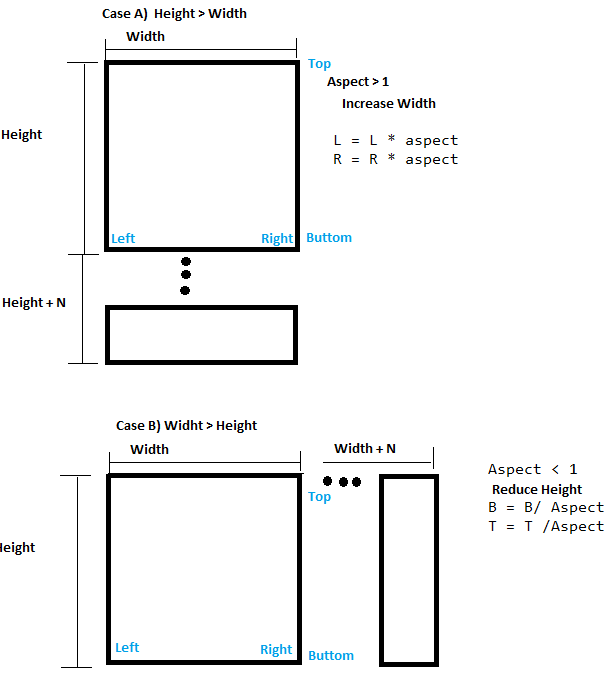 Case A) Height > Width
Width
Top
Aspect > 1
Increase Width
Height
L = L * aspect
R = R * aspect
Left
Right
Buttom
Height + N
Case B) Widht > Height
Width
Width + N
Aspect < 1
Top
Reduce Height
B = B/ Aspect
T = T /Aspect
Height
Left
Right
Buttom